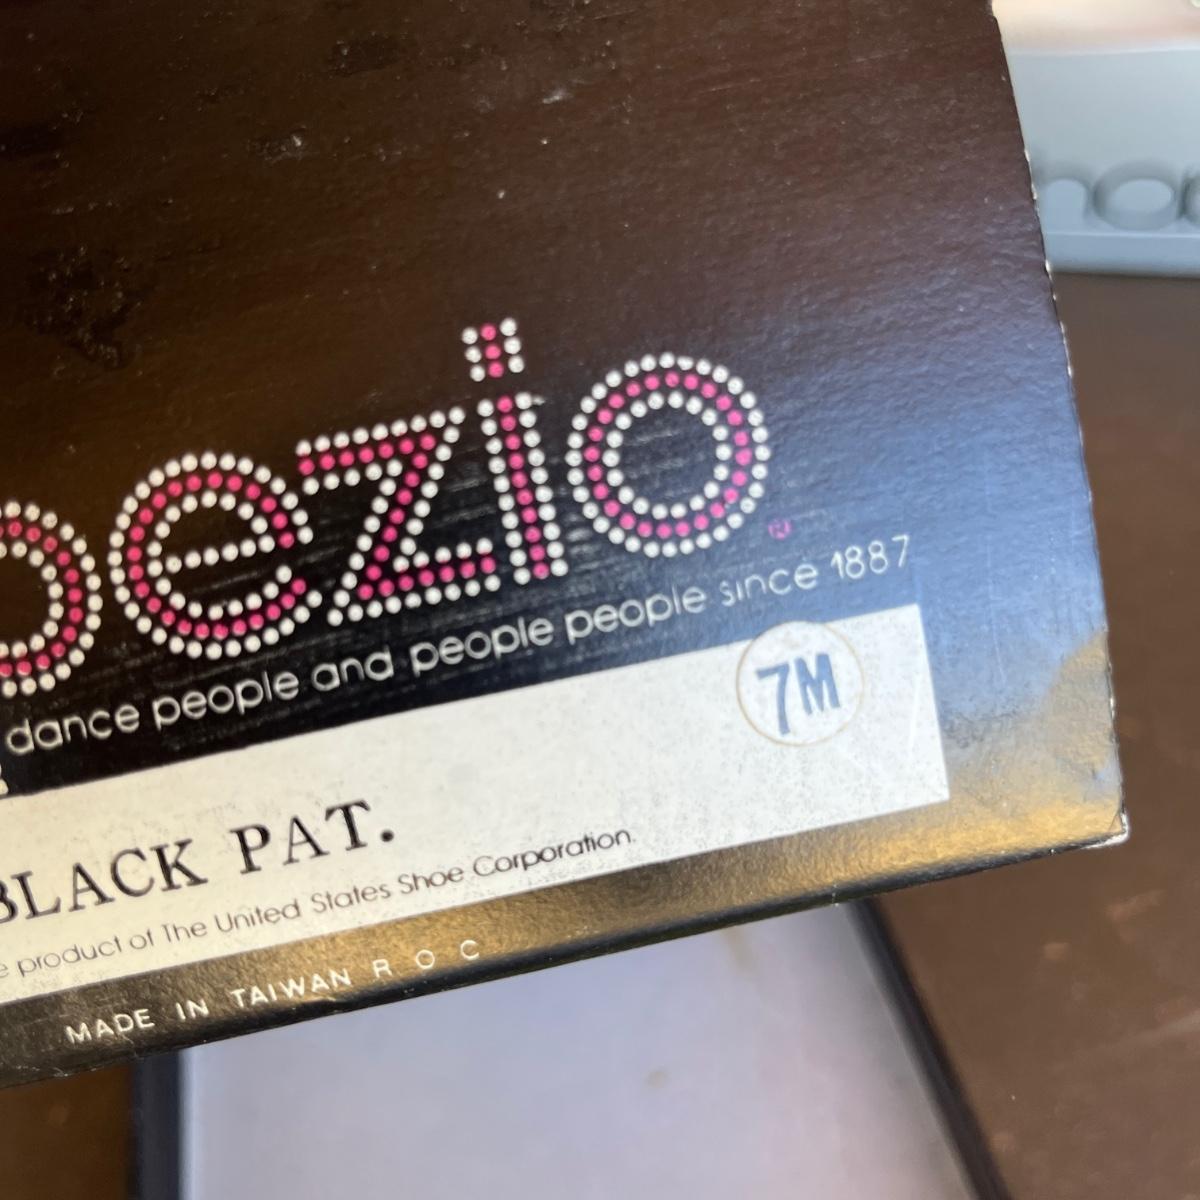 pezio®
dance people and people people since 1887
7M
BLACK PAT.
product of The United States Shoe Corporation.
MADE IN TAIWAN R O C